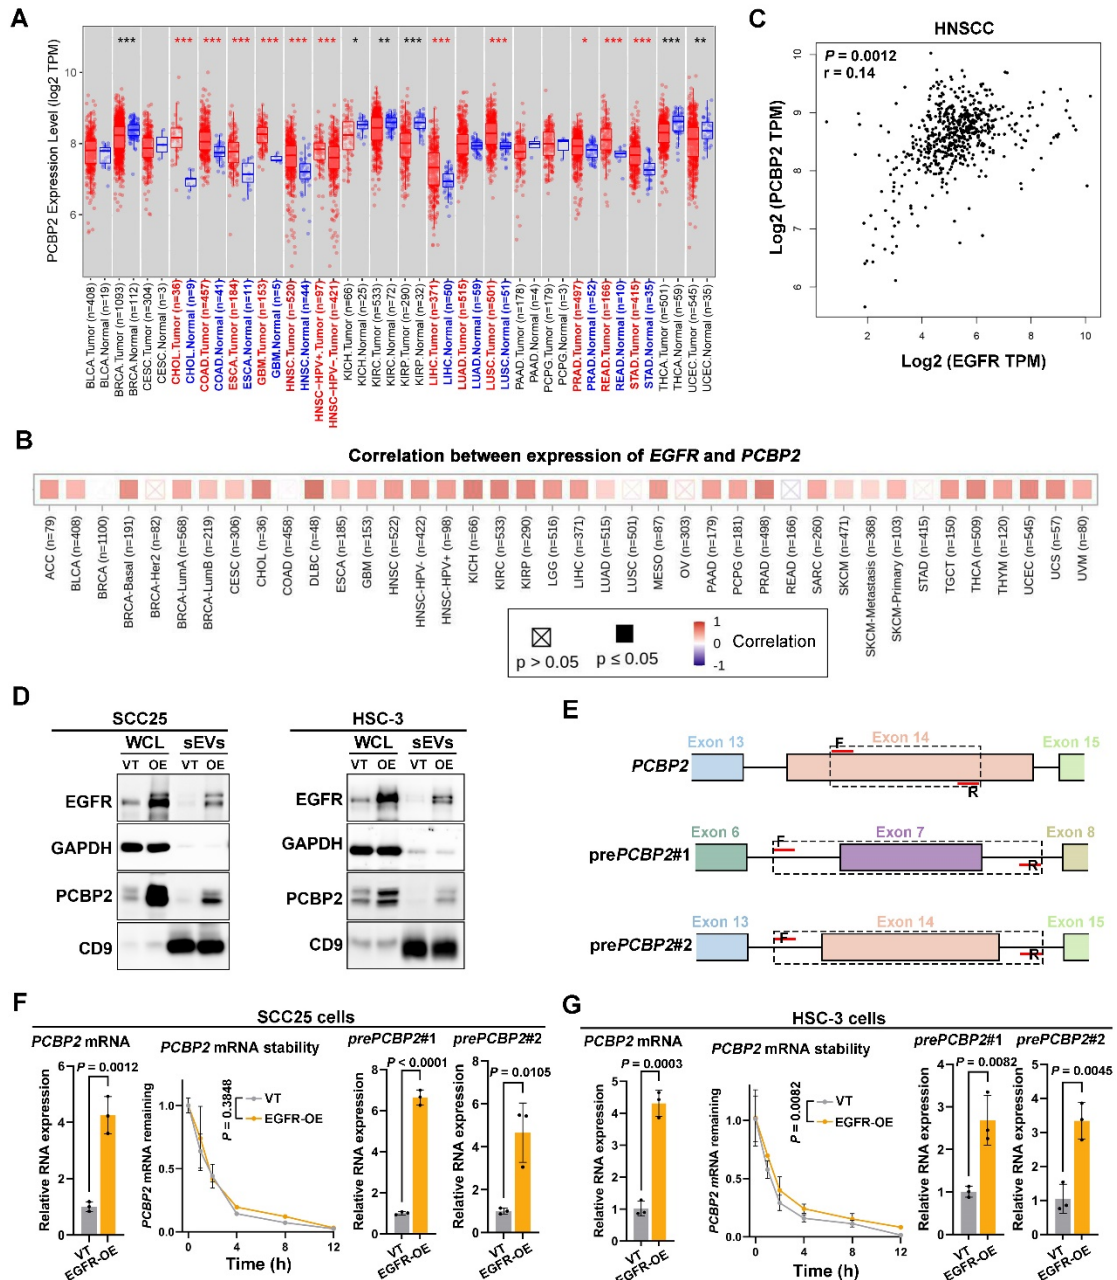 A
*** *** *** *** *** *** *** * ** *** *** *** * *** *** *** **
PCBP2 Expression Level (log2 TPM)
10
8
6
BLCA.Tumor (n=408)
BLCA.Normal (n=19)
BRCA.Tumor (n=1093)
BRCA.Normal (n=112)
CESC.Tumor (n=304)
CESC.Normal (n=3)
CHOL.Tumor (n=36)
CHOL.Normal (n=9)
COAD.Tumor (n=457)
COAD.Normal (n=41)
ESCA.Tumor (n=184)
ESCA.Normal (n=11)
GBM.Tumor (n=153)
GBM.Normal (n=5)
HNSC.Tumor (n=520)
HNSC.Normal (n=44)
HNSC-HPV+.Tumor (n=97)
HNSC-HPV-.Tumor (n=421)
KICH.Tumor (n=66)
KICH.Normal (n=25)
KIRC.Tumor (n=533)
KIRC.Normal (n=72)
KIRP.Tumor (n=290)
KIRP.Normal (n=32)
LIHC.Tumor (n=371)
LIHC.Normal (n=50)
LUAD.Tumor (n=515)
LUAD.Normal (n=59)
LUSC.Tumor (n=501)
LUSC.Normal (n=51)
PAAD.Tumor (n=178)
PAAD.Normal (n=4)
PCPG.Tumor (n=179)
PCPG.Normal (n=3)
PRAD.Tumor (n=497)
PRAD.Normal (n=52)
READ.Tumor (n=166)
READ.Normal (n=10)
STAD.Tumor (n=415)
STAD.Normal (n=35)
THCA.Tumor (n=501)
THCA.Normal (n=59)
UCEC.Tumor (n=545)
UCEC.Normal (n=35)
C
HNSCC
P = 0.0012
r = 0.14
Log2 (PCBP2 TPM)
10
9
8
7
6
2 4 6 8 10
Log2 (EGFR TPM)
B
Correlation between expression of EGFR and PCBP2
ACC (n=79)
BLCA (n=408)
BRCA (n=1100)
BRCA-Basal (n=191)
BRCA-Her2 (n=82)
BRCA-LumA (n=568)
BRCA-LumB (n=219)
CESC (n=306)
CHOL (n=36)
COAD (n=458)
DLBC (n=48)
ESCA (n=185)
GBM (n=153)
HNSC (n=522)
HNSC-HPV- (n=422)
HNSC-HPV+ (n=98)
KICH (n=66)
KIRC (n=533)
KIRP (n=290)
LGG (n=516)
LIHC (n=371)
LUAD (n=515)
LUSC (n=501)
MESO (n=87)
OV (n=303)
PAAD (n=179)
PCPG (n=181)
PRAD (n=498)
READ (n=166)
SARC (n=260)
SKCM (n=471)
SKCM-Metastasis (n=368)
SKCM-Primary (n=103)
STAD (n=415)
TGCT (n=150)
THCA (n=509)
THYM (n=120)
UCEC (n=545)
UCS (n=57)
UVM (n=80)
p > 0.05
p ≤ 0.05
1
-1
Correlation
D
SCC25
WCL sEVs
VT OE VT OE
EGFR
GAPDH
PCBP2
CD9
HSC-3
WCL sEVs
VT OE VT OE
EGFR
GAPDH
PCBP2
CD9
E
Exon 13 Exon 14 Exon 15
PCBP2
F
R
Exon 6 Exon 7 Exon 8
prePCBP2#1
F
R
Exon 13 Exon 14 Exon 15
prePCBP2#2
F
R
F
SCC25 cells
PCBP2 mRNA
P = 0.0012
Relative RNA expression
6
4
2
0
VT
EGFR-OE
PCBP2 mRNA stability
P = 0.3848
VT
EGFR-OE
PCBP2 mRNA remaining
1.0
0.5
0.0
0 4 8 12
Time (h)
prePCBP2#1
P < 0.0001
Relative RNA expression
8
6
4
2
0
VT
EGFR-OE
prePCBP2#2
P = 0.0105
Relative RNA expression
8
6
4
2
0
VT
EGFR-OE
G
HSC-3 cells
PCBP2 mRNA
P = 0.0003
Relative RNA expression
5
4
3
2
1
0
VT
EGFR-OE
PCBP2 mRNA stability
P = 0.0082
VT
EGFR-OE
PCBP2 mRNA remaining
1.5
1.0
0.5
0.0
0 4 8 12
Time (h)
prePCBP2#1
P = 0.0082
Relative RNA expression
4
3
2
1
0
VT
EGFR-OE
prePCBP2#2
P = 0.0045
Relative RNA expression
5
4
3
2
1
0
VT
EGFR-OE